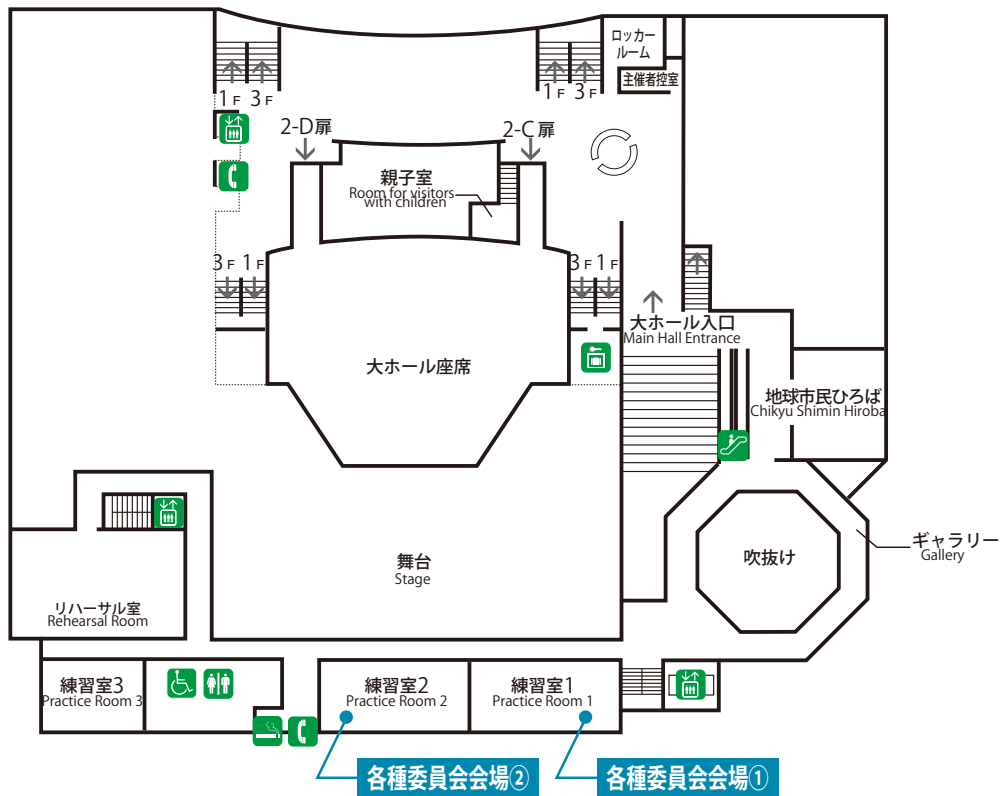 ロッカー
ルーム
主催者控室
1F 3F
1F 3F
2-D扉
2-C扉
親子室
Room for visitors
with children
3F 1F
3F 1F
大ホール入口
Main Hall Entrance
大ホール座席
地球市民ひろば
Chikyu Shimin Hiroba
吹抜け
ギャラリー
Gallery
舞台
Stage
リハーサル室
Rehearsal Room
練習室3
Practice Room 3
練習室2
Practice Room 2
練習室1
Practice Room 1
各種委員会会場②
各種委員会会場①